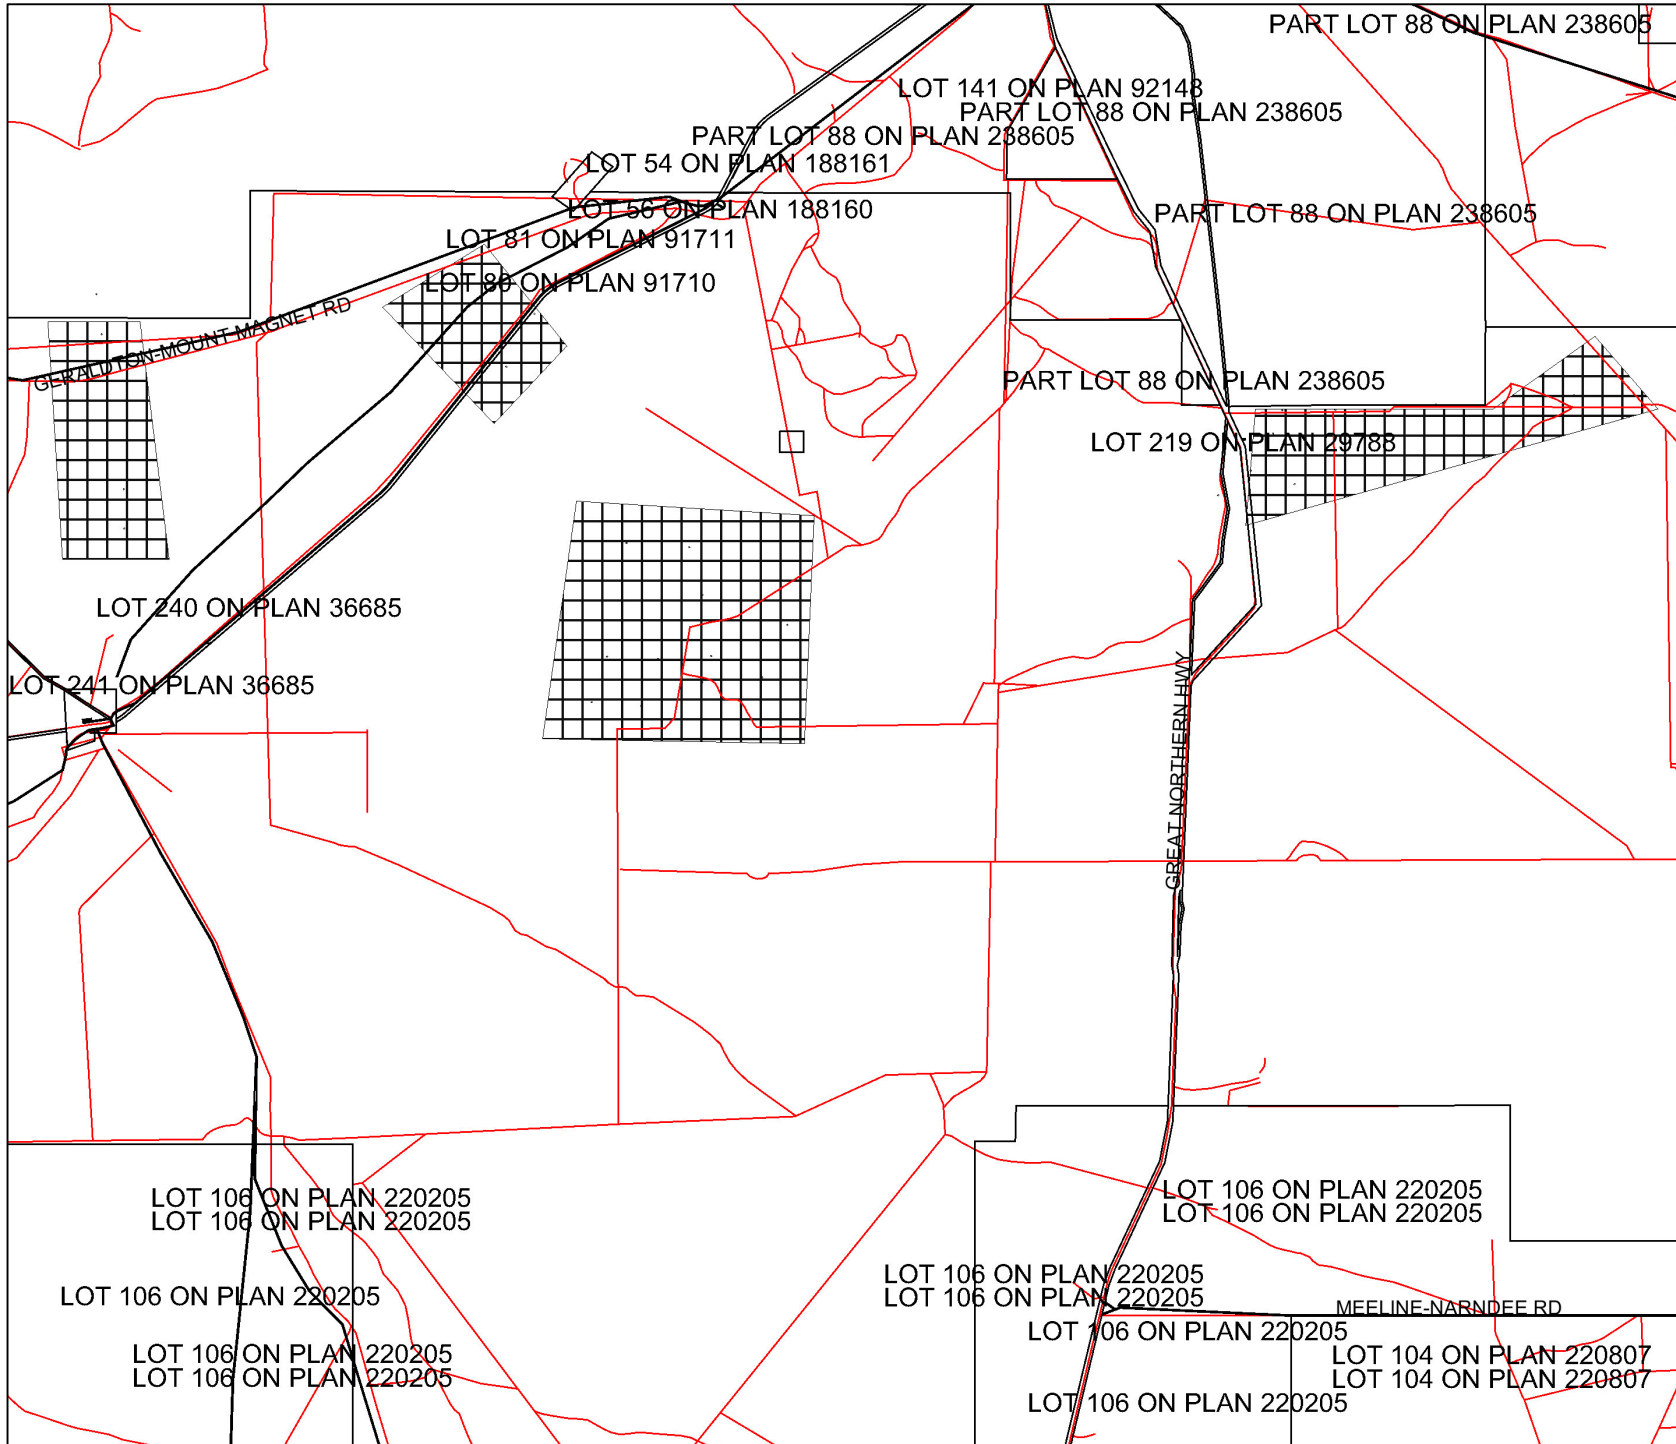 PART LOT 88 ON PLAN 238605
LOT 141 ON PLAN 92148
PART LOT 88 ON PLAN 238605
PART LOT 88 ON PLAN 238605
LOT 54 ON PLAN 188161
LOT 56 ON PLAN 188160
PART LOT 88 ON PLAN 238605
LOT 81 ON PLAN 91711
LOT 80 ON PLAN 91710
GERALDTON-MOUNT-MAGNET RD
PART LOT 88 ON PLAN 238605
LOT 219 ON PLAN 29788
LOT 240 ON PLAN 36685
LOT 241 ON PLAN 36685
GREAT NORTHERN HWY
LOT 106 ON PLAN 220205
LOT 106 ON PLAN 220205
LOT 106 ON PLAN 220205
LOT 106 ON PLAN 220205
LOT 106 ON PLAN 220205
LOT 106 ON PLAN 220205
LOT 106 ON PLAN 220205
MEELINE-NARNDEE RD
LOT 106 ON PLAN 220205
LOT 106 ON PLAN 220205
LOT 106 ON PLAN 220205
LOT 104 ON PLAN 220807
LOT 104 ON PLAN 220807
LOT 106 ON PLAN 220205